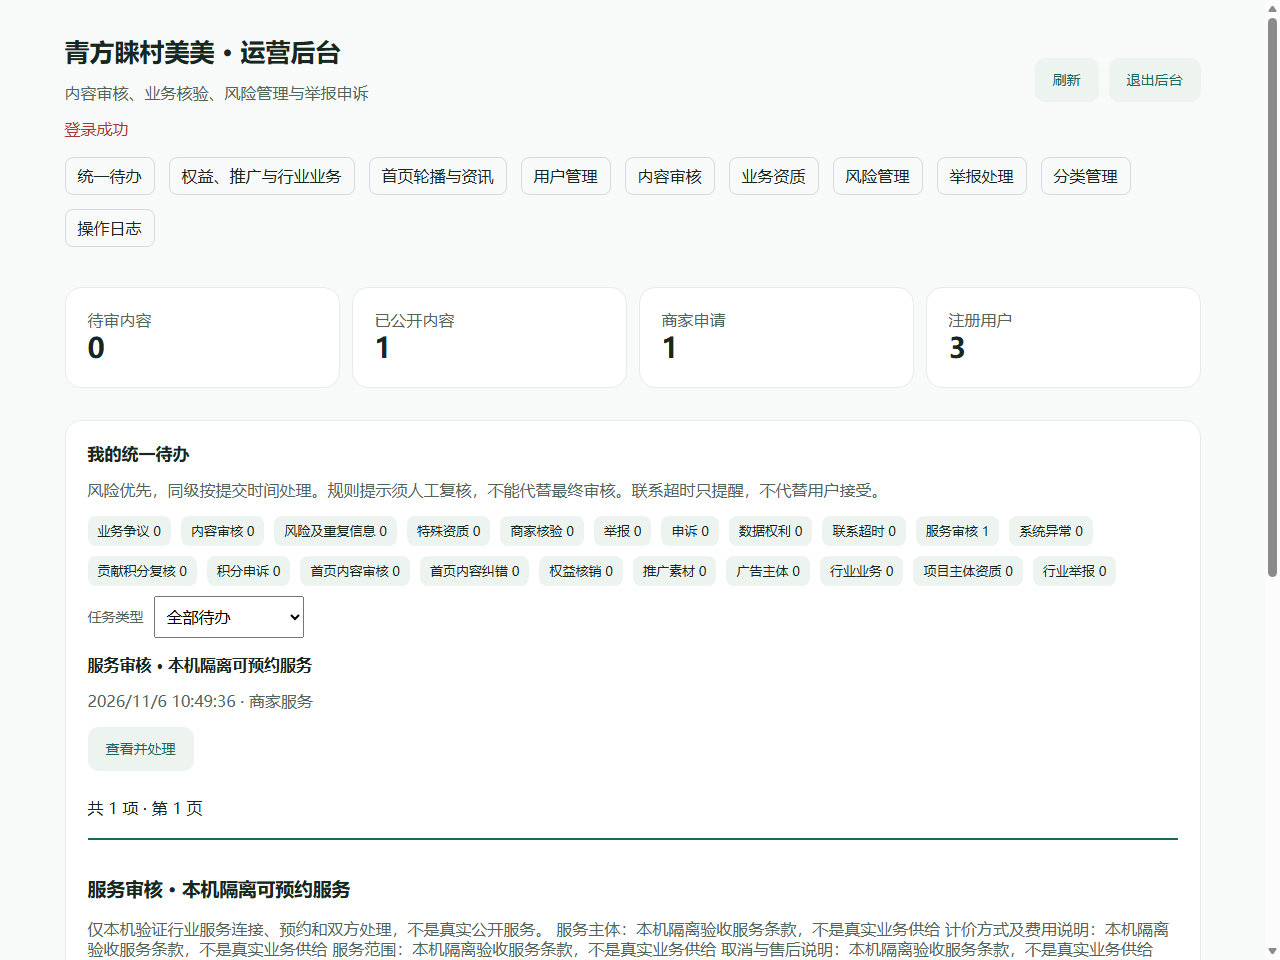 青方睐村美美 • 运营后台
内容审核、业务核验、风险管理与举报申诉
刷新
退出后台
登录成功
统一待办
权益、推广与行业业务
首页轮播与资讯
用户管理
内容审核
业务资质
风险管理
举报处理
分类管理
操作日志
待审内容
0
已公开内容
1
商家申请
1
注册用户
3
我的统一待办
风险优先，同级按提交时间处理。规则提示须人工复核，不能代替最终审核。联系超时只提醒，不代替用户接受。
业务争议 0
内容审核 0
风险及重复信息 0
特殊资质 0
商家核验 0
举报 0
申诉 0
数据权利 0
联系超时 0
服务审核 1
系统异常 0
贡献积分复核 0
积分申诉 0
首页内容审核 0
首页内容纠错 0
权益核销 0
推广素材 0
广告主体 0
行业业务 0
项目主体资质 0
行业举报 0
任务类型
全部待办
服务审核 • 本机隔离可预约服务
2026/11/6 10:49:36 · 商家服务
查看并处理
共 1 项 · 第 1 页
服务审核 • 本机隔离可预约服务
仅本机验证行业服务连接、预约和双方处理，不是真实公开服务。 服务主体：本机隔离验收服务条款，不是真实业务供给 计价方式及费用说明：本机隔离
验收服务条款，不是真实业务供给 服务范围：本机隔离验收服务条款，不是真实业务供给 取消与售后说明：本机隔离验收服务条款，不是真实业务供给